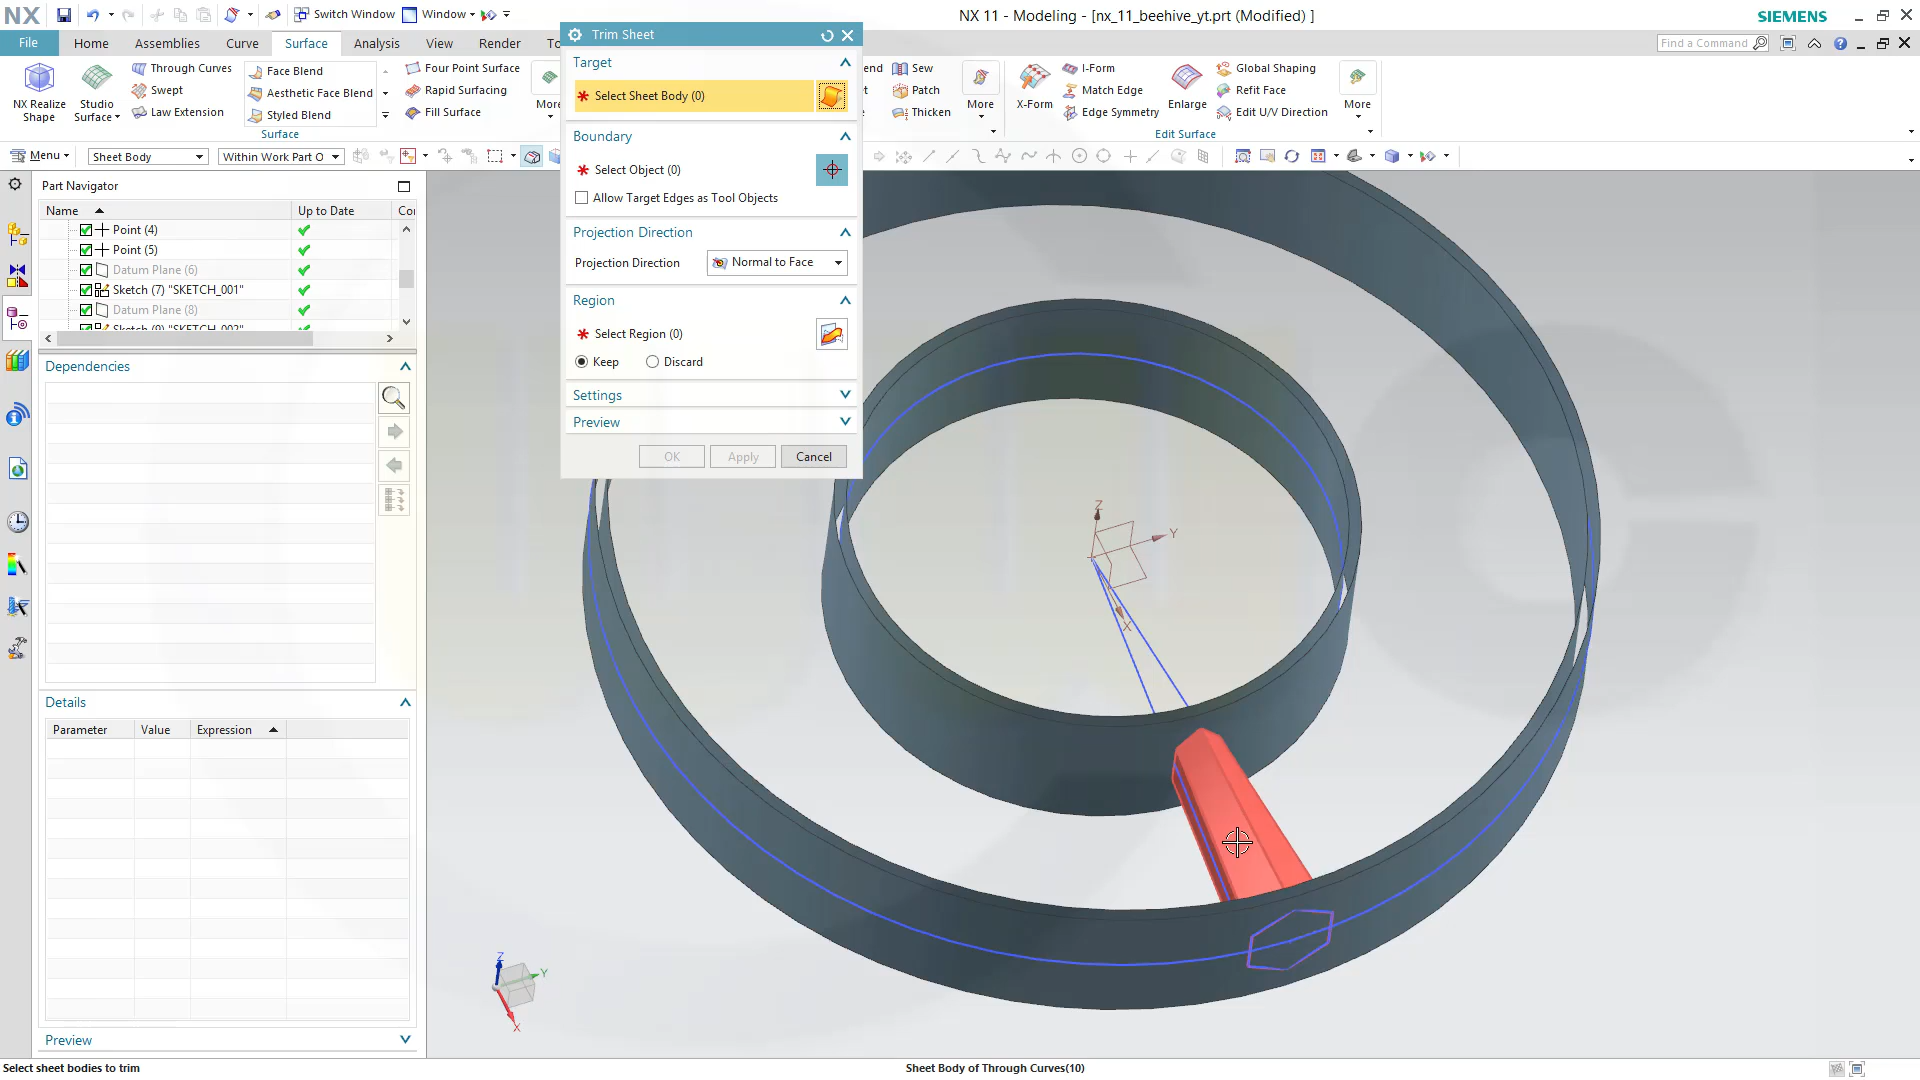 NX
Switch Window
Window
NX 11 - Modeling - [nx_11_beehive_yt.prt (Modified) ]
SIEMENS
File
Home
Assemblies
Curve
Surface
Analysis
View
Render
Find a Command
NX Realize Shape
Studio Surface
Through Curves
Swept
Law Extension
Face Blend
Aesthetic Face Blend
Styled Blend
Four Point Surface
Rapid Surfacing
Fill Surface
Surface
Sew
Patch
Thicken
More
X-Form
I-Form
Match Edge
Edge Symmetry
Enlarge
Global Shaping
Refit Face
Edit U/V Direction
More
Edit Surface
Menu
Sheet Body
Within Work Part O
Part Navigator
Name
Up to Date
Point (4)
Point (5)
Datum Plane (6)
Sketch (7) "SKETCH_001"
Datum Plane (8)
Dependencies
Details
Parameter
Value
Expression
Preview
Trim Sheet
Target
Select Sheet Body (0)
Boundary
Select Object (0)
Allow Target Edges as Tool Objects
Projection Direction
Projection Direction
Normal to Face
Region
Select Region (0)
Keep
Discard
Settings
Preview
OK
Apply
Cancel
Z
Y
X
Z
Y
X
Select sheet bodies to trim
Sheet Body of Through Curves(10)